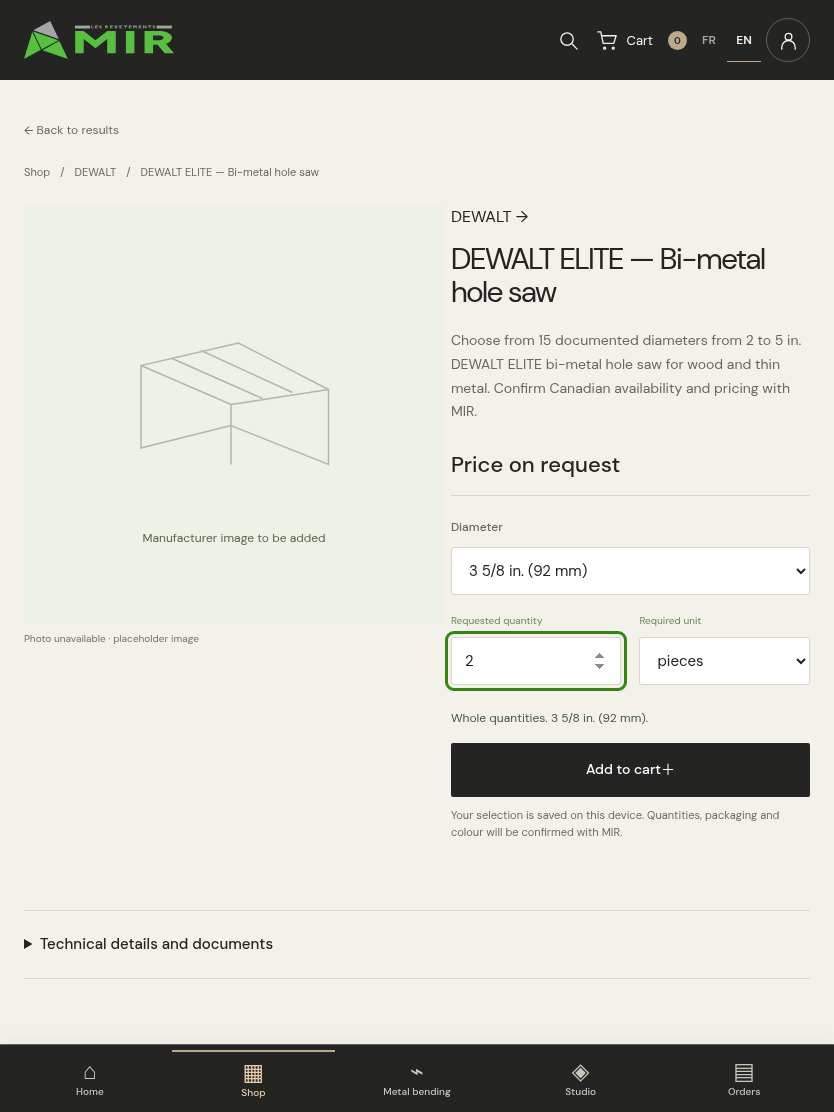 LES REVÊTEMENTS
MIR
Cart 0 FR EN
← Back to results
Shop / DEWALT / DEWALT ELITE — Bi-metal hole saw
Manufacturer image to be added
Photo unavailable · placeholder image
DEWALT →
DEWALT ELITE — Bi-metal
hole saw
Choose from 15 documented diameters from 2 to 5 in.
DEWALT ELITE bi-metal hole saw for wood and thin
metal. Confirm Canadian availability and pricing with
MIR.
Price on request
Diameter
3 5/8 in. (92 mm)
Requested quantity Required unit
2 pieces
Whole quantities. 3 5/8 in. (92 mm).
Add to cart+
Your selection is saved on this device. Quantities, packaging and
colour will be confirmed with MIR.
Technical details and documents
Home Shop Metal bending Studio Orders